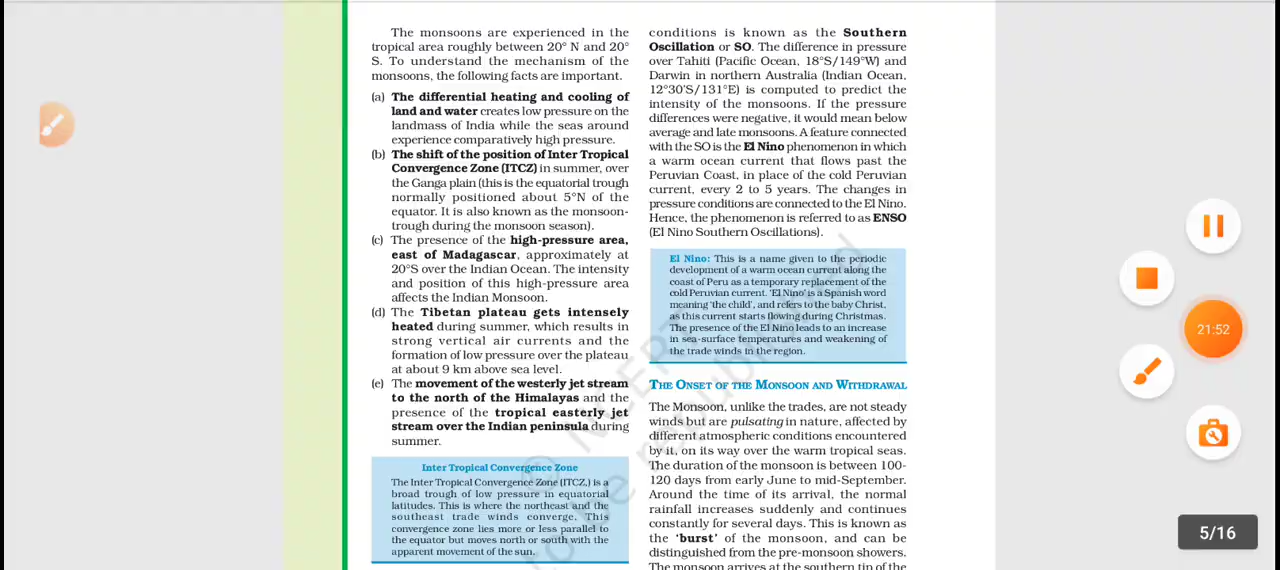 The monsoons are experienced in the
tropical area roughly between 20° N and 20°
S. To understand the mechanism of the
monsoons, the following facts are important.
(a) The differential heating and cooling of
land and water creates low pressure on the
landmass of India while the seas around
experience comparatively high pressure.
(b) The shift of the position of Inter Tropical
Convergence Zone (ITCZ) in summer, over
the Ganga plain (this is the equatorial trough
normally positioned about 5°N of the
equator. It is also known as the monsoon-
trough during the monsoon season).
(c) The presence of the high-pressure area,
east of Madagascar, approximately at
20°S over the Indian Ocean. The intensity
and position of this high-pressure area
affects the Indian Monsoon.
(d) The Tibetan plateau gets intensely
heated during summer, which results in
strong vertical air currents and the
formation of low pressure over the plateau
at about 9 km above sea level.
(e) The movement of the westerly jet stream
to the north of the Himalayas and the
presence of the tropical easterly jet
stream over the Indian peninsula during
summer.
Inter Tropical Convergence Zone
The Inter Tropical Convergence Zone (ITCZ,) is a
broad trough of low pressure in equatorial
latitudes. This is where the northeast and the
southeast trade winds converge. This
convergence zone lies more or less parallel to
the equator but moves north or south with the
apparent movement of the sun.
conditions is known as the Southern
Oscillation or SO. The difference in pressure
over Tahiti (Pacific Ocean, 18°S/149°W) and
Darwin in northern Australia (Indian Ocean,
12°30'S/131°E) is computed to predict the
intensity of the monsoons. If the pressure
differences were negative, it would mean below
average and late monsoons. A feature connected
with the SO is the El Nino phenomenon in which
a warm ocean current that flows past the
Peruvian Coast, in place of the cold Peruvian
current, every 2 to 5 years. The changes in
pressure conditions are connected to the El Nino.
Hence, the phenomenon is referred to as ENSO
(El Nino Southern Oscillations).
El Nino: This is a name given to the periodic
development of a warm ocean current along the
coast of Peru as a temporary replacement of the
cold Peruvian current. 'El Nino' is a Spanish word
meaning 'the child', and refers to the baby Christ,
as this current starts flowing during Christmas.
The presence of the El Nino leads to an increase
in sea-surface temperatures and weakening of
the trade winds in the region.
THE ONSET OF THE MONSOON AND WITHDRAWAL
The Monsoon, unlike the trades, are not steady
winds but are pulsating in nature, affected by
different atmospheric conditions encountered
by it, on its way over the warm tropical seas.
The duration of the monsoon is between 100-
120 days from early June to mid-September.
Around the time of its arrival, the normal
rainfall increases suddenly and continues
constantly for several days. This is known as
the 'burst' of the monsoon, and can be
distinguished from the pre-monsoon showers.
The monsoon arrives at the southern tip of the
21:52
5/16